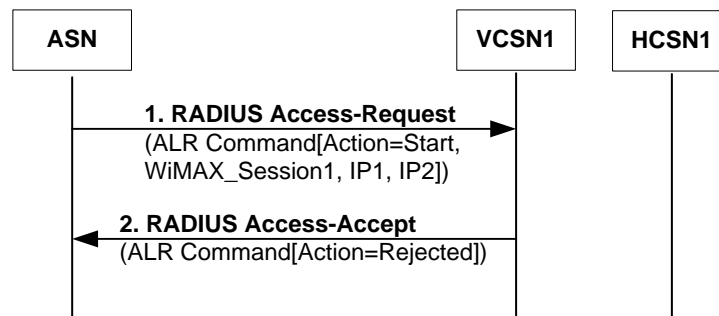 ASN
VCSN1
HCSN1
1. RADIUS Access-Request
(ALR Command[Action=Start,
WiMAX_Session1, IP1, IP2])
2. RADIUS Access-Accept
(ALR Command[Action=Rejected])